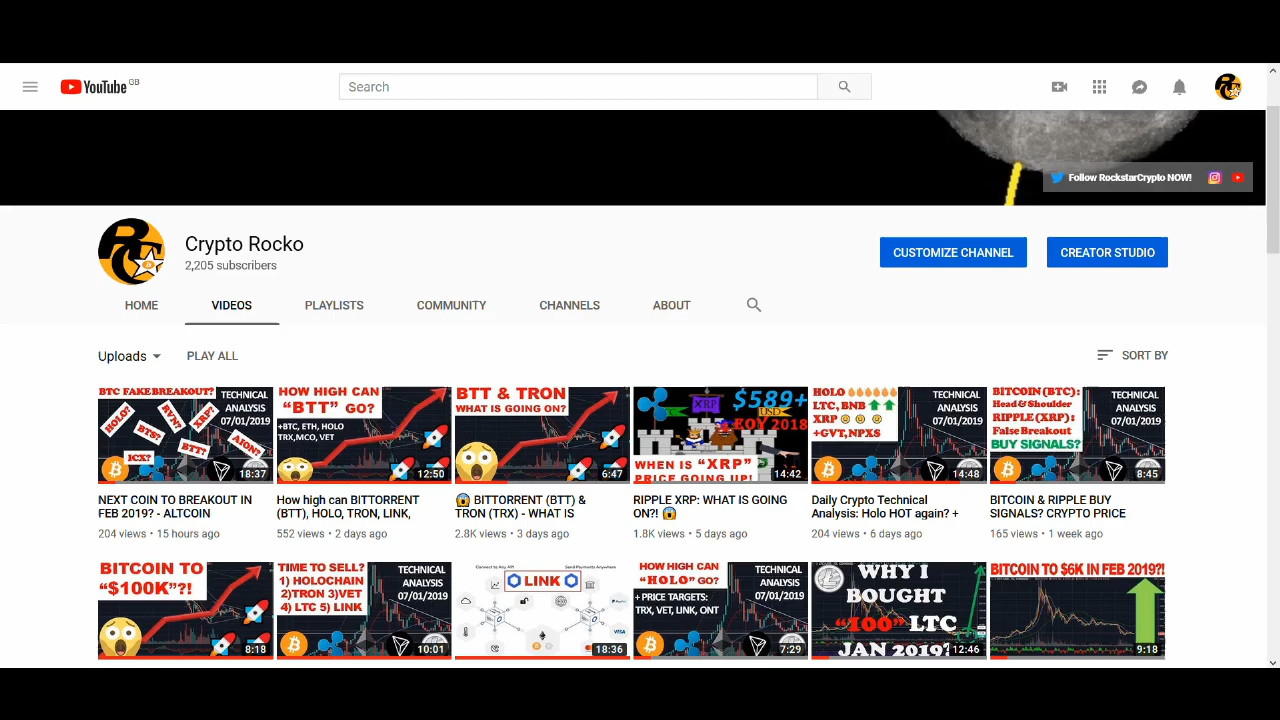 YouTube GB
Search
Follow RockstarCrypto NOW!
Crypto Rocko
2,205 subscribers
CUSTOMIZE CHANNEL
CREATOR STUDIO
HOME
VIDEOS
PLAYLISTS
COMMUNITY
CHANNELS
ABOUT
Uploads
PLAY ALL
SORT BY
BTC FAKEBREAKOUT?
TECHNICAL
ANALYSIS
07/01/2019
HOLO?
RVN?
XRP?
BTS?
BTT?
AION?
ICX?
18:37
HOW HIGH CAN
"BTT" GO?
+BTC, ETH, HOLO
TRX,MCO, VET
12:50
BTT & TRON
WHAT IS GOING ON?
6:47
XRP
$589+
USD
EOY 2018
WHEN IS "XRP"
PRICE GOING UP!
14:42
HOLO
LTC, BNB
XRP
+GVT,NPXS
TECHNICAL
ANALYSIS
07/01/2019
14:48
BITCOIN (BTC):
Head & Shoulder
RIPPLE (XRP):
False Breakout
BUY SIGNALS?
TECHNICAL
ANALYSIS
07/01/2019
8:45
NEXT COIN TO BREAKOUT IN
FEB 2019? - ALTCOIN
204 views • 15 hours ago
How high can BITTORRENT
(BTT), HOLO, TRON, LINK,
552 views • 2 days ago
😱 BITTORRENT (BTT) &
TRON (TRX) - WHAT IS
2.8K views • 3 days ago
RIPPLE XRP: WHAT IS GOING
ON?! 😱
1.8K views • 5 days ago
Daily Crypto Technical
Analysis: Holo HOT again? +
204 views • 6 days ago
BITCOIN & RIPPLE BUY
SIGNALS? CRYPTO PRICE
165 views • 1 week ago
BITCOIN TO
"$100K"?!
8:18
TIME TO SELL?
1) HOLOCHAIN
2)TRON 3)VET
4) LTC 5) LINK
TECHNICAL
ANALYSIS
07/01/2019
10:01
Connect to Any API
Send Payments Anywhere
LINK
PayPal
VISA
18:36
HOW HIGH CAN
"HOLO" GO?
+ PRICE TARGETS:
TRX, VET, LINK, ONT
TECHNICAL
ANALYSIS
07/01/2019
7:29
WHY I
BOUGHT
"100" LTC
JAN 2019?
12:46
BITCOIN TO $6K IN FEB 2019?!
9:18